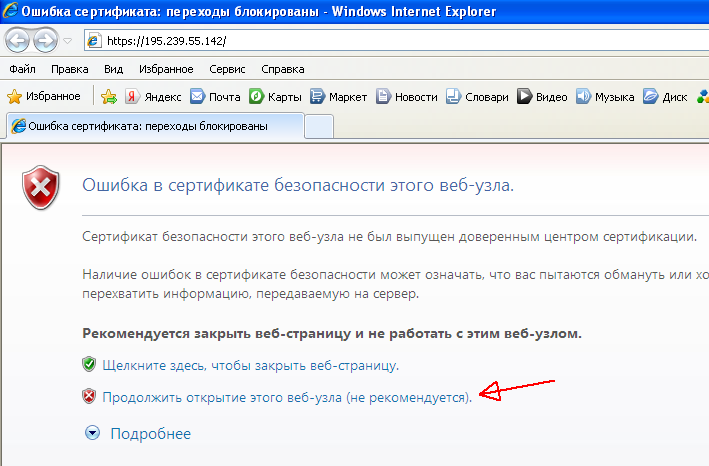 Ошибка сертификата: переходы блокированы - Windows Internet Explorer
https://195.239.55.142/
Файл Правка Вид Избранное Сервис Справка
Избранное Яндекс Почта Карты Маркет Новости Словари Видео Музыка Диск
Ошибка сертификата: переходы блокированы
Ошибка в сертификате безопасности этого веб-узла.
Сертификат безопасности этого веб-узла не был выпущен доверенным центром сертификации.
Наличие ошибок в сертификате безопасности может означать, что вас пытаются обмануть или хо
перехватить информацию, передаваемую на сервер.
Рекомендуется закрыть веб-страницу и не работать с этим веб-узлом.
Щелкните здесь, чтобы закрыть веб-страницу.
Продолжить открытие этого веб-узла (не рекомендуется).
Подробнее